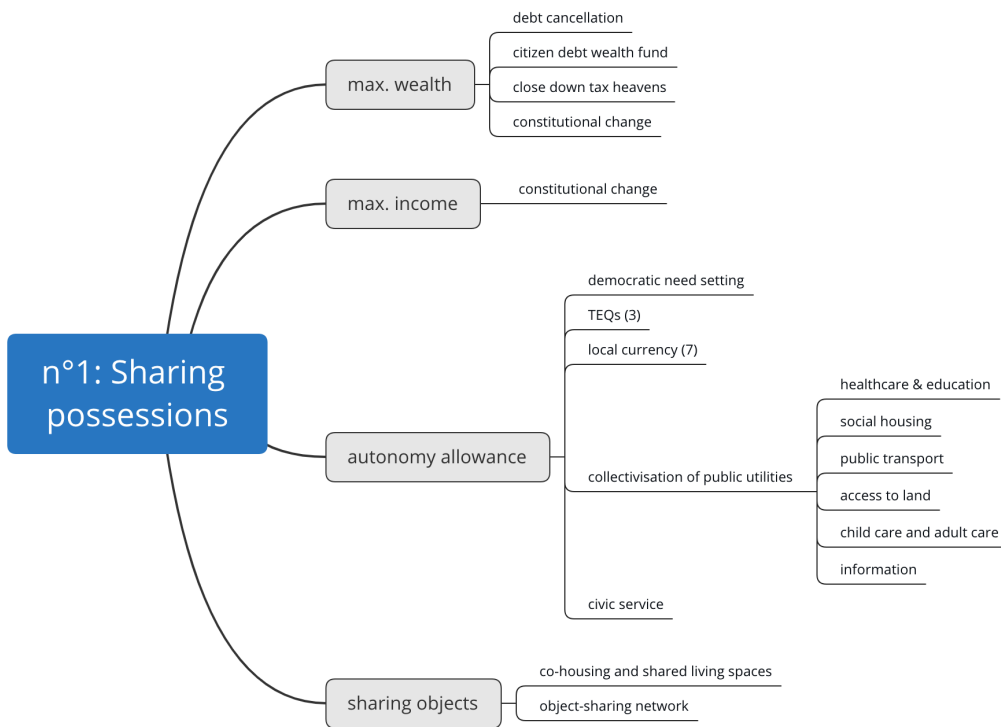 n°1: Sharing
possessions
max. wealth
debt cancellation
citizen debt wealth fund
close down tax heavens
constitutional change
max. income
constitutional change
autonomy allowance
democratic need setting
TEQs (3)
local currency (7)
collectivisation of public utilities
healthcare & education
social housing
public transport
access to land
child care and adult care
information
civic service
sharing objects
co-housing and shared living spaces
object-sharing network